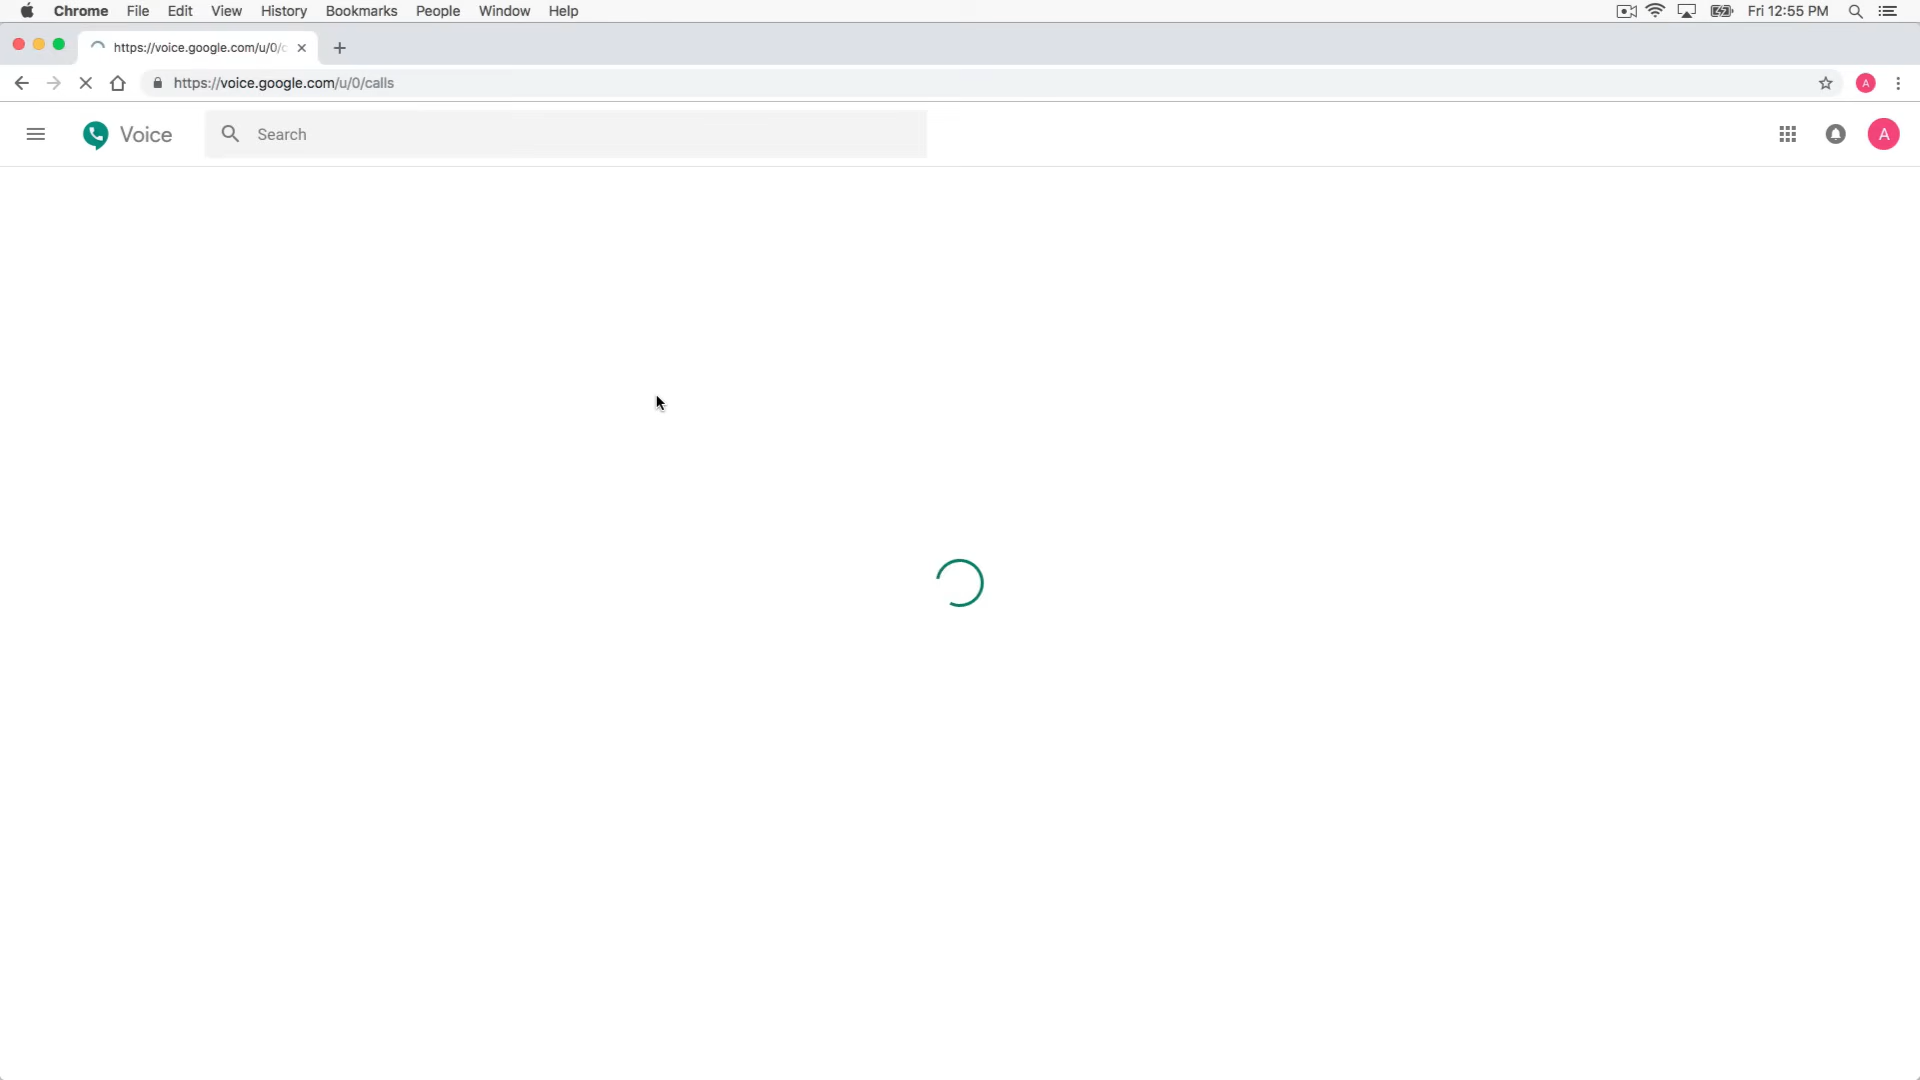 Chrome File Edit View History Bookmarks People Window Help Fri 12:55 PM
https://voice.google.com/u/0/c
https://voice.google.com/u/0/calls A
Voice Search A